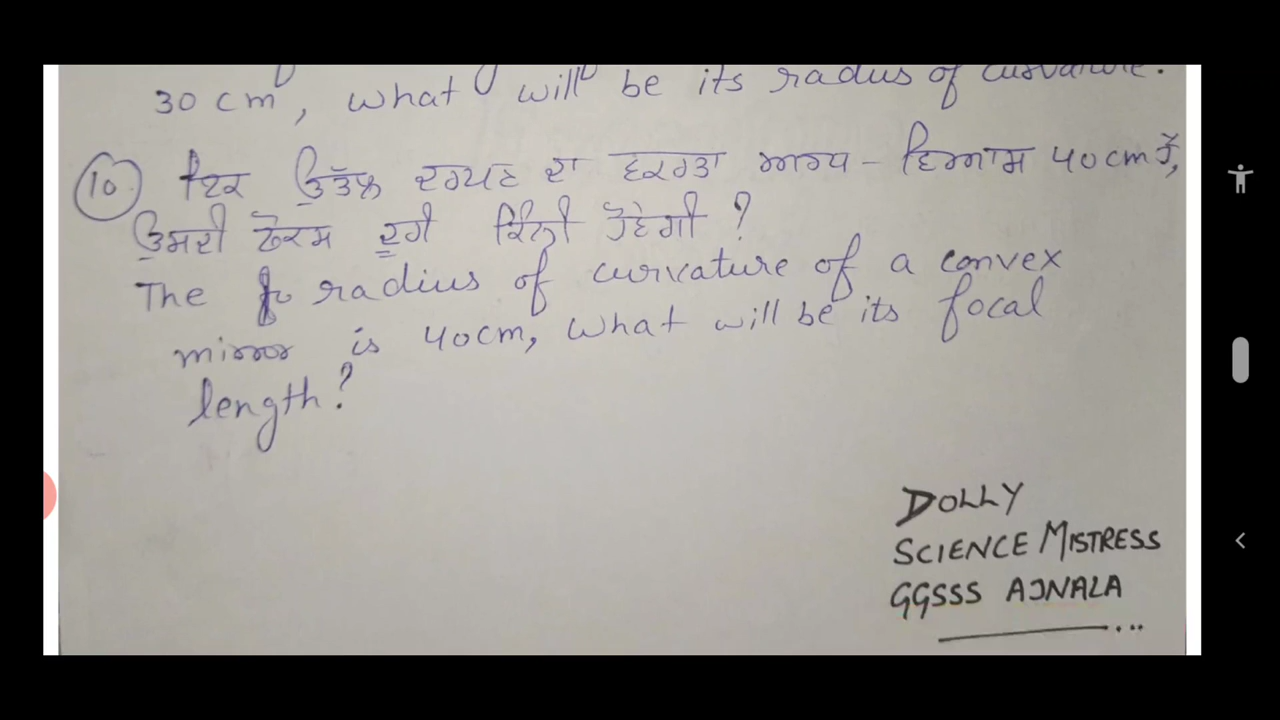 30 cm, what will be its radius of curvature.
10 ਇਕ ਉੱਤਲ ਦਰਪਣ ਦਾ ਵਕਰਤਾ ਅਰਧ-ਵਿਆਸ 40cm ਹੈ,
ਉਸਦੀ ਫੋਕਸ ਦੂਰੀ ਕਿੰਨੀ ਹੋਵੇਗੀ ?
The radius of curvature of a convex
mirror is 40cm, what will be its focal
length?
DOLLY
SCIENCE MISTRESS
GGSSS AJNALA